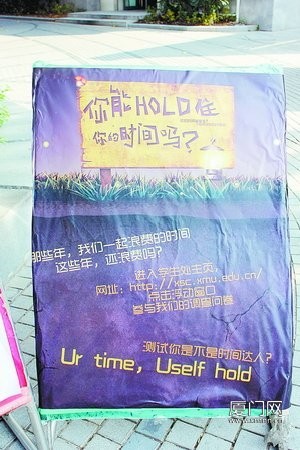 你能HOLD住
你的时间吗?
那些年，我们一起浪费的时间
这些年，还浪费吗?
进入学生处主页，
网址: http://xsc.xmu.edu.cn/
点击浮动窗口
参与我们的调查问卷
测试你是不是时间达人?
Ur time, Uself hold
厦门网